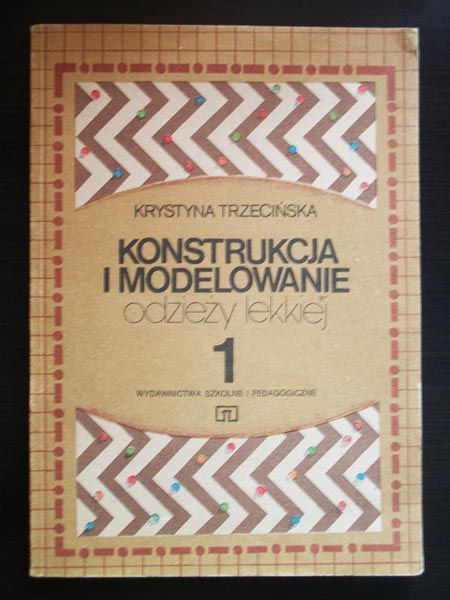 KRYSTYNA TRZECIŃSKA
KONSTRUKCJA
I MODELOWANIE
odzieży lekkiej
1
WYDAWNICTWA SZKOLNE I PEDAGOGICZNE